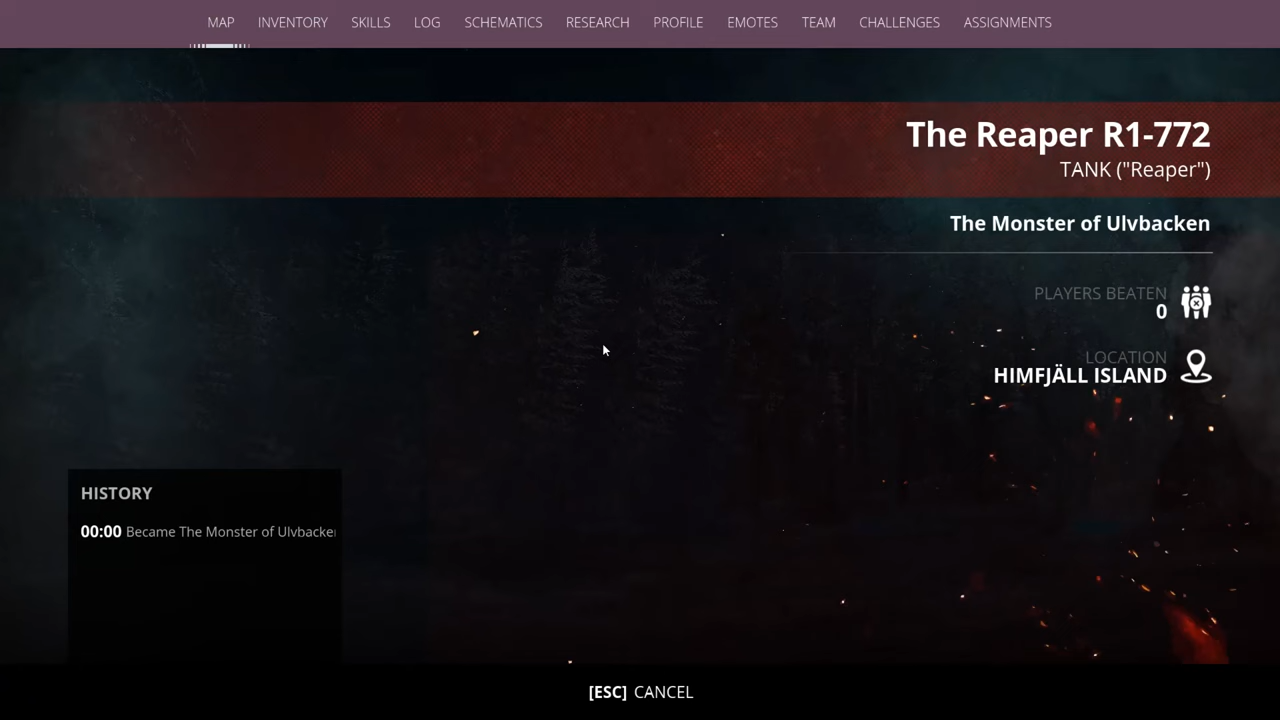 MAP INVENTORY SKILLS LOG SCHEMATICS RESEARCH PROFILE EMOTES TEAM CHALLENGES ASSIGNMENTS
The Reaper R1-772
TANK ("Reaper")
The Monster of Ulvbacken
PLAYERS BEATEN
0
LOCATION
HIMFJÄLL ISLAND
HISTORY
00:00 Became The Monster of Ulvbacken
[ESC] CANCEL